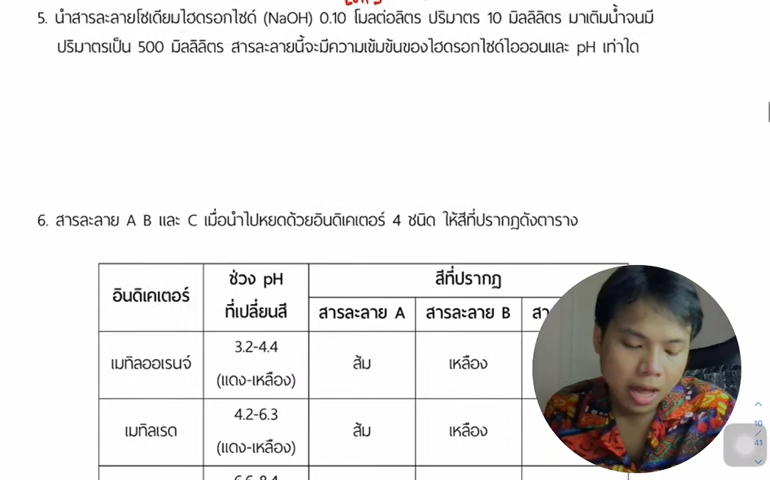 5. นำสารละลายโซเดียมไฮดรอกไซด์ (NaOH) 0.10 โมลต่อลิตร ปริมาตร 10 มิลลิลิตร มาเติมน้ำจนมี
ปริมาตรเป็น 500 มิลลิลิตร สารละลายนี้จะมีความเข้มข้นของไฮดรอกไซด์ไอออนและ pH เท่าใด
6. สารละลาย A B และ C เมื่อนำไปหยดด้วยอินดิเคเตอร์ 4 ชนิด ให้สีที่ปรากฏดังตาราง
อินดิเคเตอร์
ช่วง pH
ที่เปลี่ยนสี
สีที่ปรากฏ
สารละลาย A
สารละลาย B
เมทิลออเรนจ์
3.2-4.4
(แดง-เหลือง)
ส้ม
เหลือง
เมทิลเรด
4.2-6.3
(แดง-เหลือง)
ส้ม
เหลือง
10
41